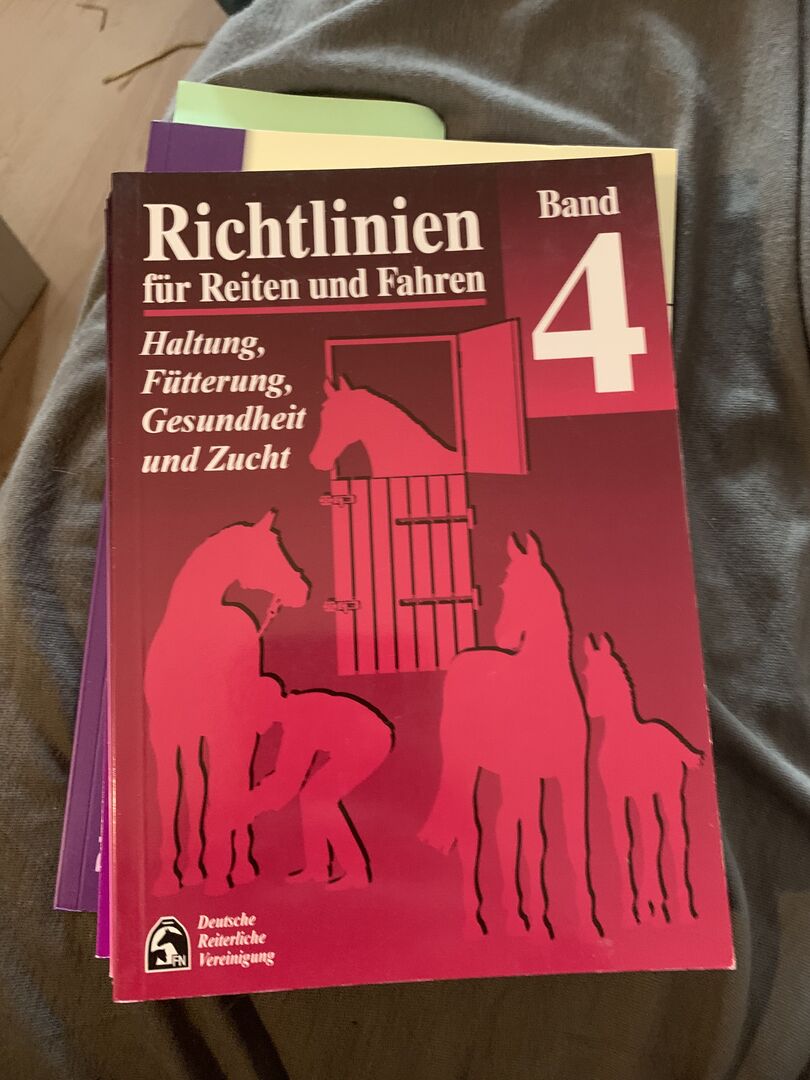 Richtlinien
für Reiten und Fahren
Band
4
Haltung,
Fütterung,
Gesundheit
und Zucht
FN
Deutsche
Reiterliche
Vereinigung